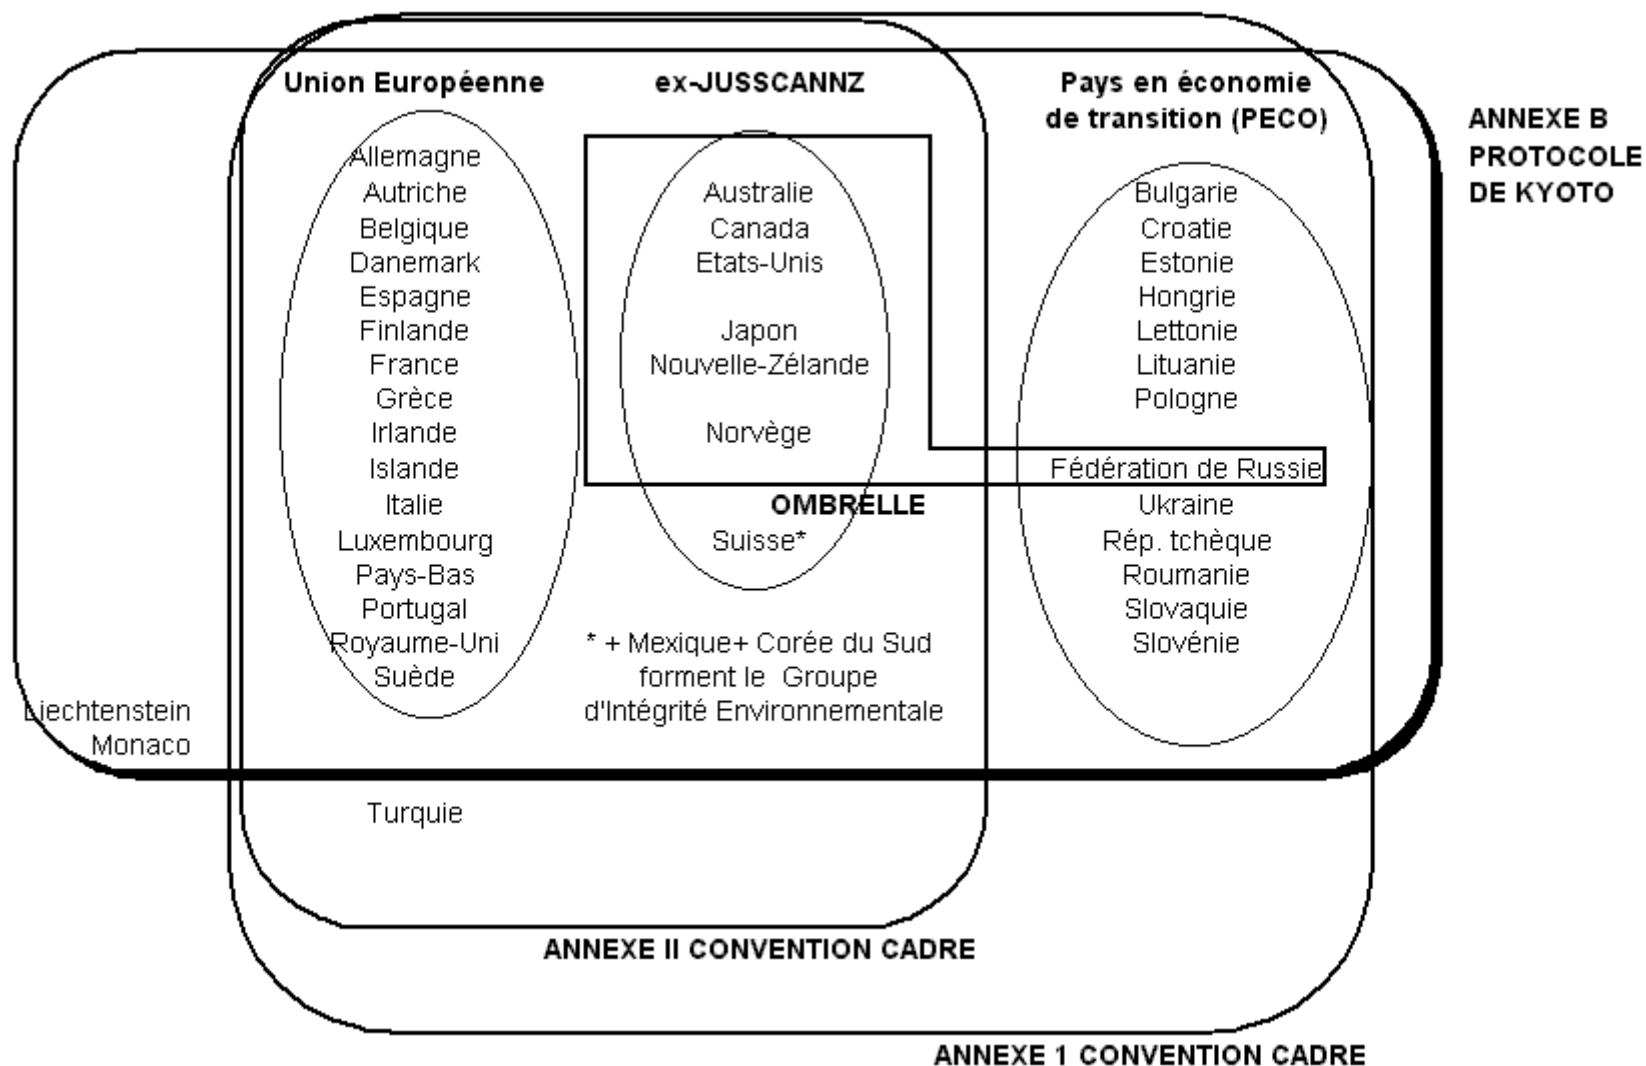 Union Européenne
ex-JUSSCANNZ
Pays en économie
de transition (PECO)
ANNEXE B
PROTOCOLE
DE KYOTO
Allemagne
Autriche
Belgique
Danemark
Espagne
Finlande
France
Grèce
Irlande
Islande
Italie
Luxembourg
Pays-Bas
Portugal
Royaume-Uni
Suède
Australie
Canada
Etats-Unis
Japon
Nouvelle-Zélande
Norvège
OMBRELLE
Suisse*
* + Mexique+ Corée du Sud
forment le Groupe
d'Intégrité Environnementale
Bulgarie
Croatie
Estonie
Hongrie
Lettonie
Lituanie
Pologne
Fédération de Russie
Ukraine
Rép. tchèque
Roumanie
Slovaquie
Slovénie
Liechtenstein
Monaco
Turquie
ANNEXE II CONVENTION CADRE
ANNEXE 1 CONVENTION CADRE